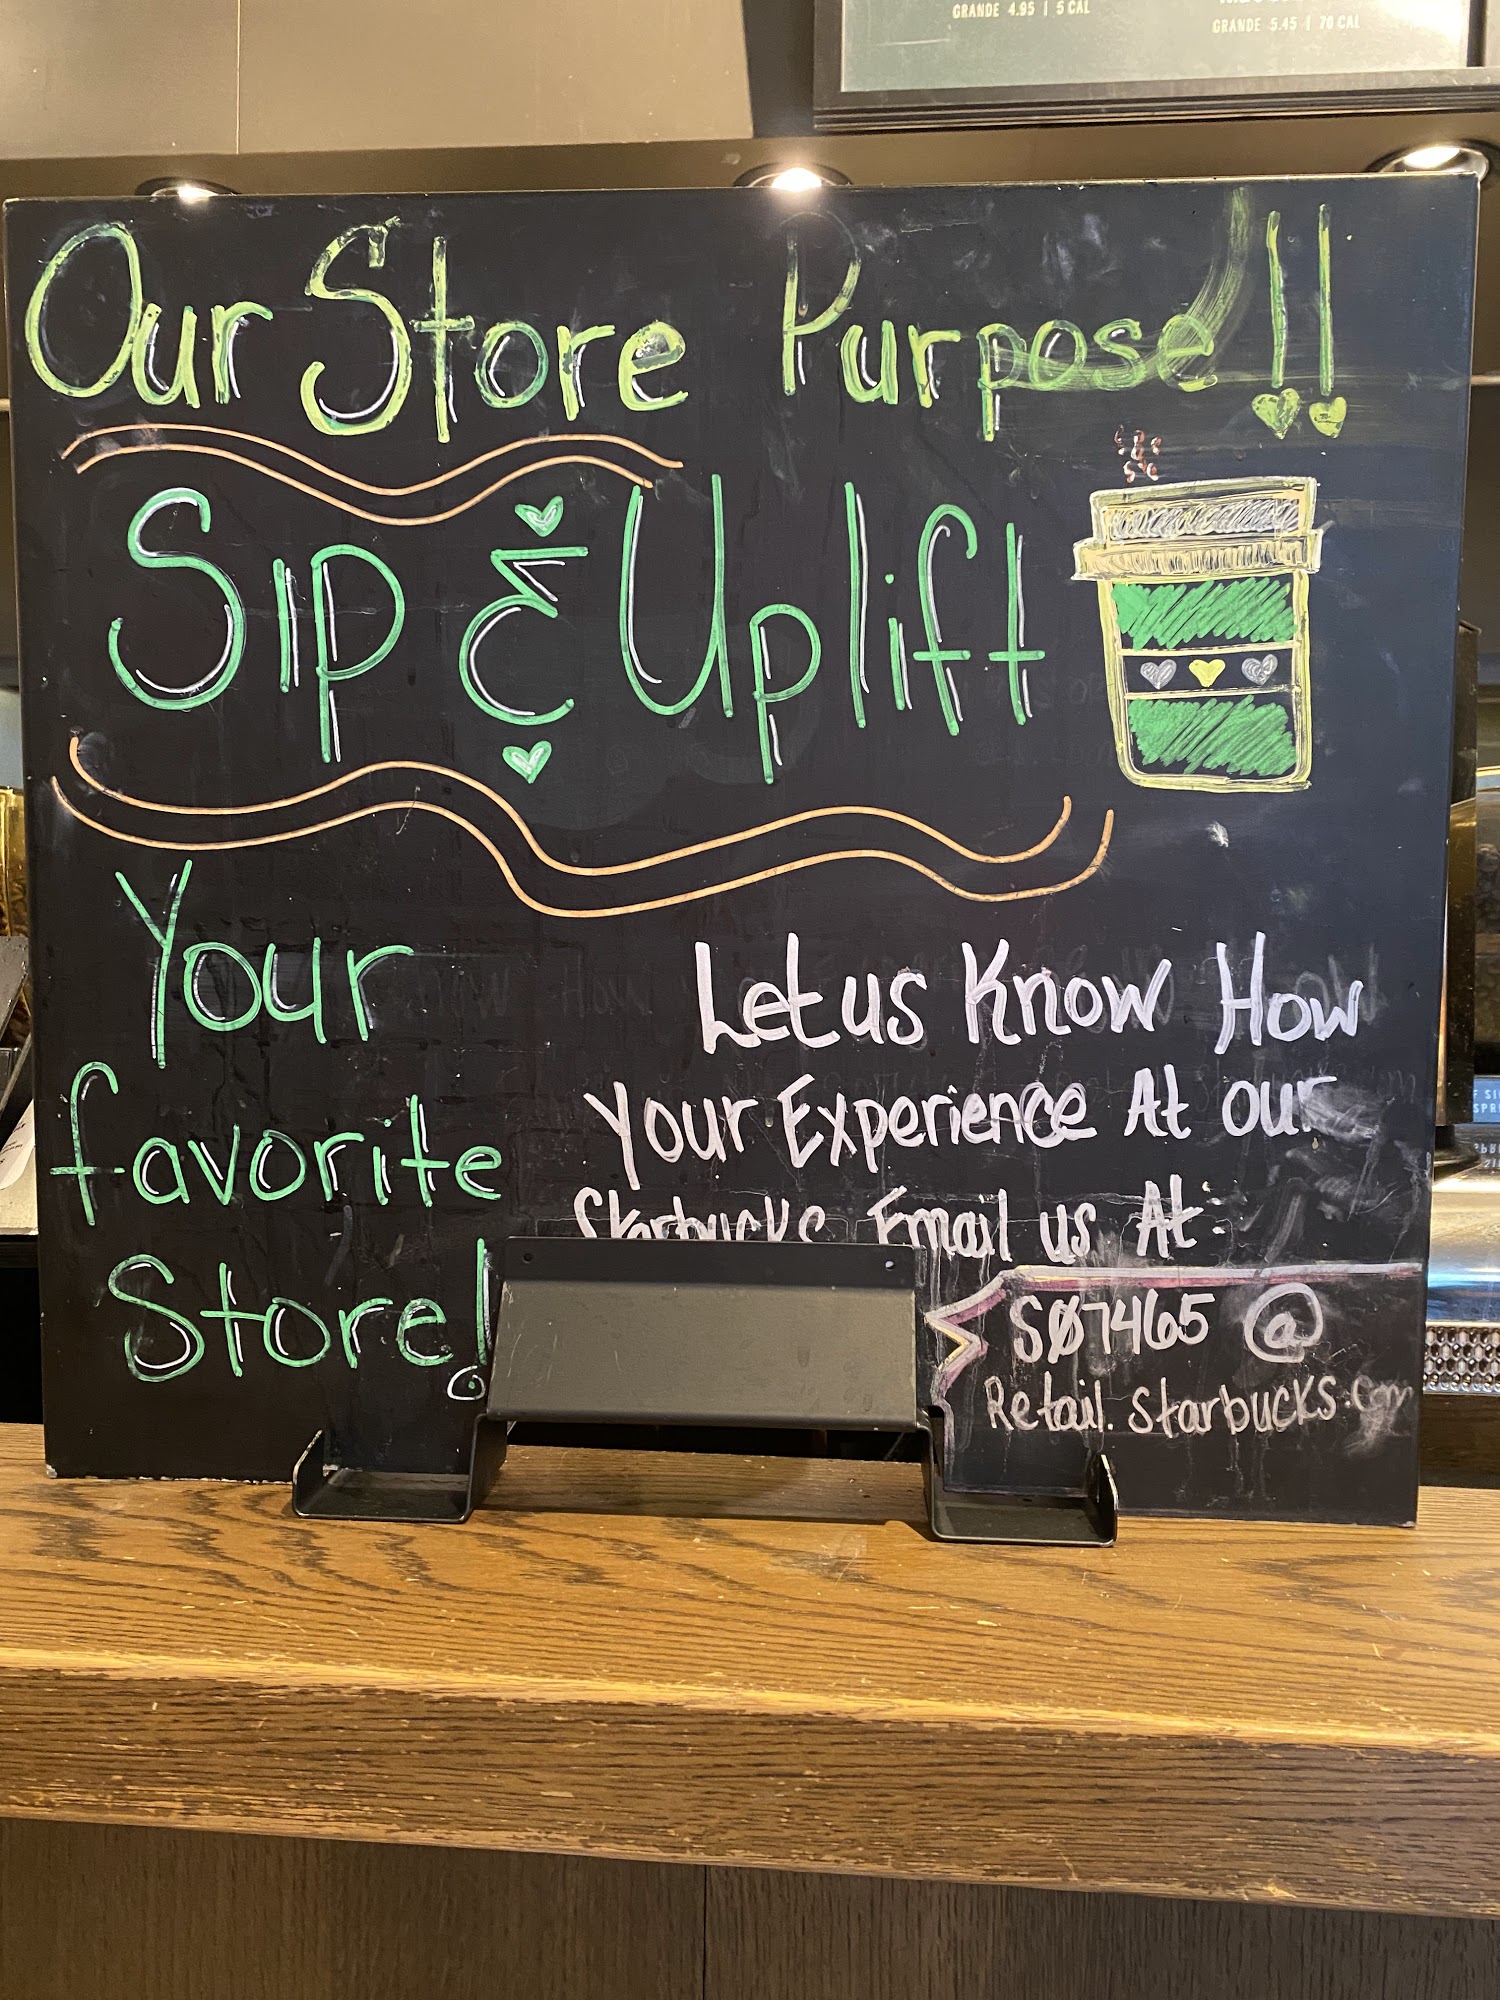 GRANDE 4.95 | 5 CAL
GRANDE 5.45 | 70 CAL
Our Store Purpose!!
Sip & Uplift
Your
favorite
Store!
Let us Know How
Your Experience At our
Starbucks Email us At:
SØ7465 @
Retail.Starbucks.com